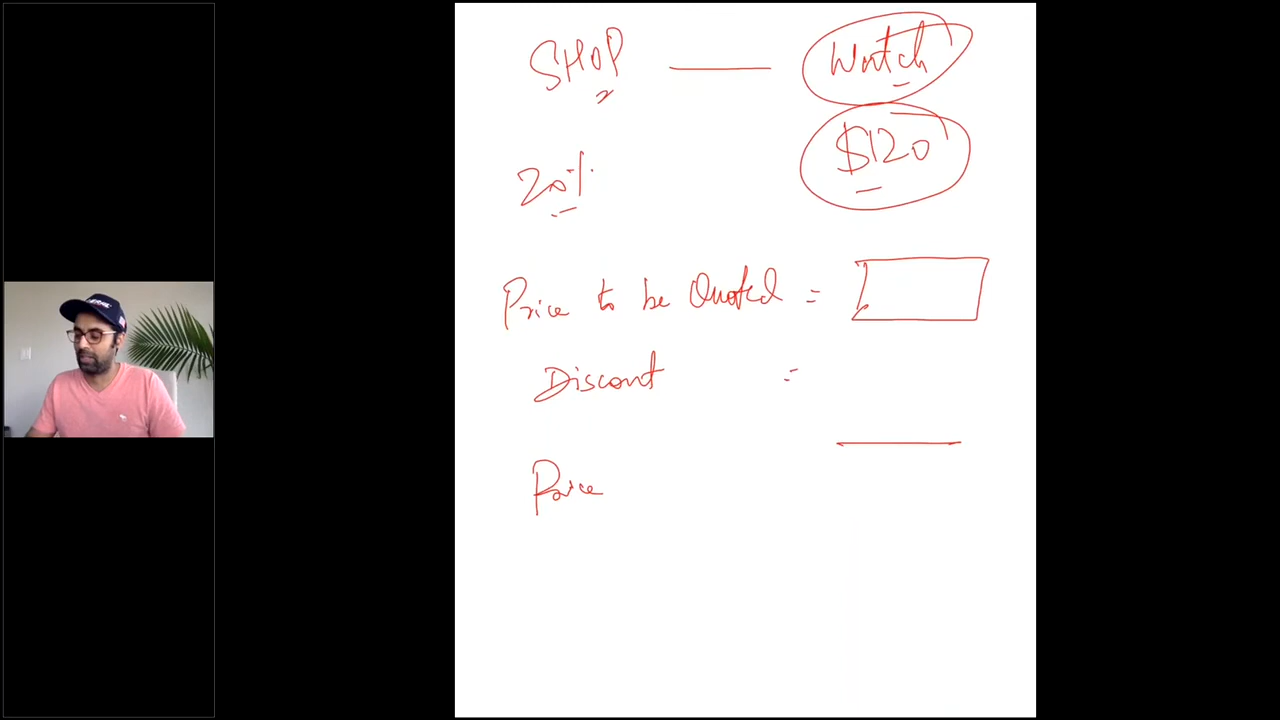 SHOP — Watch
$120
20%
Price to be Quoted =
Discount =
Price